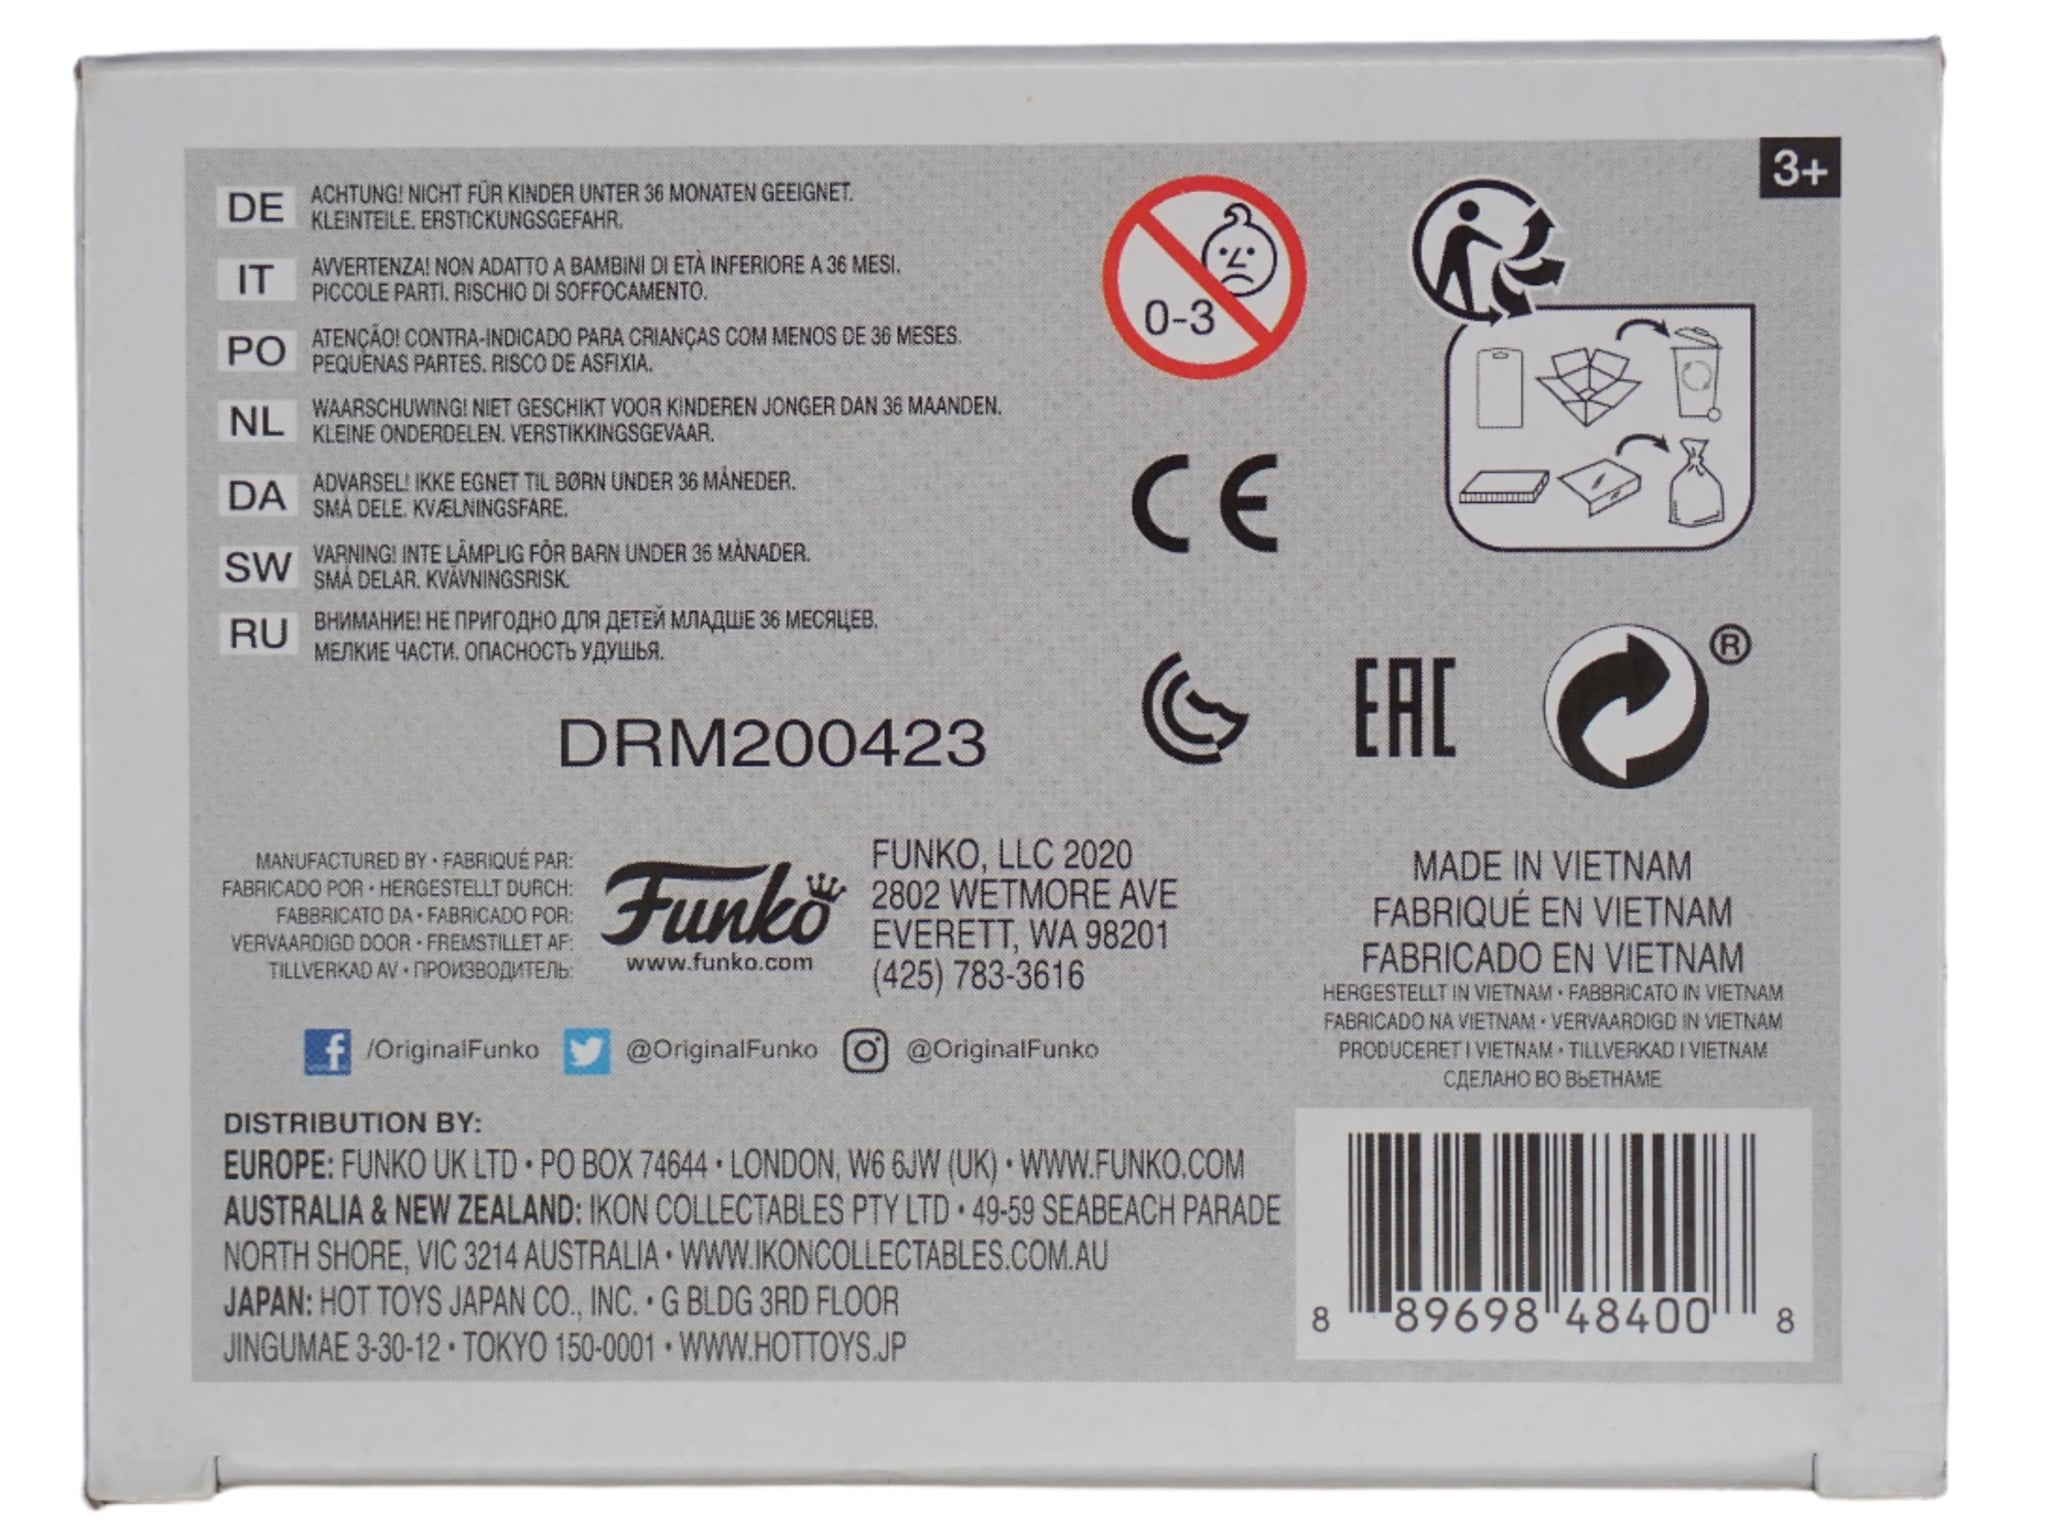 3+
DE
ACHTUNG! NICHT FÜR KINDER UNTER 36 MONATEN GEEIGNET.
KLEINTEILE. ERSTICKUNGSGEFAHR.
IT
AVVERTENZA! NON ADATTO A BAMBINI DI ETÀ INFERIORE A 36 MESI.
PICCOLE PARTI. RISCHIO DI SOFFOCAMENTO.
PO
ATENÇÃO! CONTRA-INDICADO PARA CRIANÇAS COM MENOS DE 36 MESES.
PEQUENAS PARTES. RISCO DE ASFIXIA.
NL
WAARSCHUWING! NIET GESCHIKT VOOR KINDEREN JONGER DAN 36 MAANDEN.
KLEINE ONDERDELEN. VERSTIKKINGSGEVAAR.
DA
ADVARSEL! IKKE EGNET TIL BØRN UNDER 36 MÅNEDER.
SMÅ DELE. KVÆLNINGSFARE.
SW
VARNING! INTE LÄMPLIG FÖR BARN UNDER 36 MÅNADER.
SMÅ DELAR. KVÄVNINGSRISK.
RU
ВНИМАНИЕ! НЕ ПРИГОДНО ДЛЯ ДЕТЕЙ МЛАДШЕ 36 МЕСЯЦЕВ.
МЕЛКИЕ ЧАСТИ. ОПАСНОСТЬ УДУШЬЯ.
0-3
CE
EAC
®
DRM200423
MANUFACTURED BY • FABRIQUÉ PAR:
FABRICADO POR • HERGESTELLT DURCH:
FABBRICATO DA • FABRICADO POR:
VERVAARDIGD DOOR • FREMSTILLET AF:
TILLVERKAD AV • ПРОИЗВОДИТЕЛЬ:
Funko
www.funko.com
FUNKO, LLC 2020
2802 WETMORE AVE
EVERETT, WA 98201
(425) 783-3616
MADE IN VIETNAM
FABRIQUÉ EN VIETNAM
FABRICADO EN VIETNAM
HERGESTELLT IN VIETNAM • FABBRICATO IN VIETNAM
FABRICADO NA VIETNAM • VERVAARDIGD IN VIETNAM
PRODUCERET I VIETNAM • TILLVERKAD I VIETNAM
СДЕЛАНО ВО ВЬЕТНАМЕ
/OriginalFunko @OriginalFunko @OriginalFunko
DISTRIBUTION BY:
EUROPE: FUNKO UK LTD • PO BOX 74644 • LONDON, W6 6JW (UK) • WWW.FUNKO.COM
AUSTRALIA & NEW ZEALAND: IKON COLLECTABLES PTY LTD • 49-59 SEABEACH PARADE
NORTH SHORE, VIC 3214 AUSTRALIA • WWW.IKONCOLLECTABLES.COM.AU
JAPAN: HOT TOYS JAPAN CO., INC. • G BLDG 3RD FLOOR
JINGUMAE 3-30-12 • TOKYO 150-0001 • WWW.HOTTOYS.JP
8 89698 48400 8